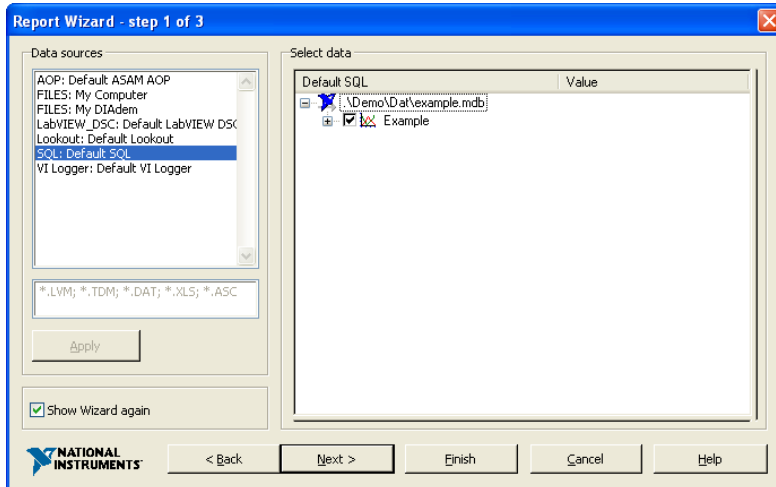 Report Wizard - step 1 of 3
Data sources
AOP: Default ASAM AOP
FILES: My Computer
FILES: My DIAdem
LabVIEW_DSC: Default LabVIEW DSC
Lookout: Default Lookout
SQL: Default SQL
VI Logger: Default VI Logger
*.LVM; *.TDM; *.DAT; *.XLS; *.ASC
Apply
Show Wizard again
Select data
Default SQL Value
.\Demo\Dat\example.mdb
Example
NATIONAL INSTRUMENTS™
< Back Next > Finish Cancel Help